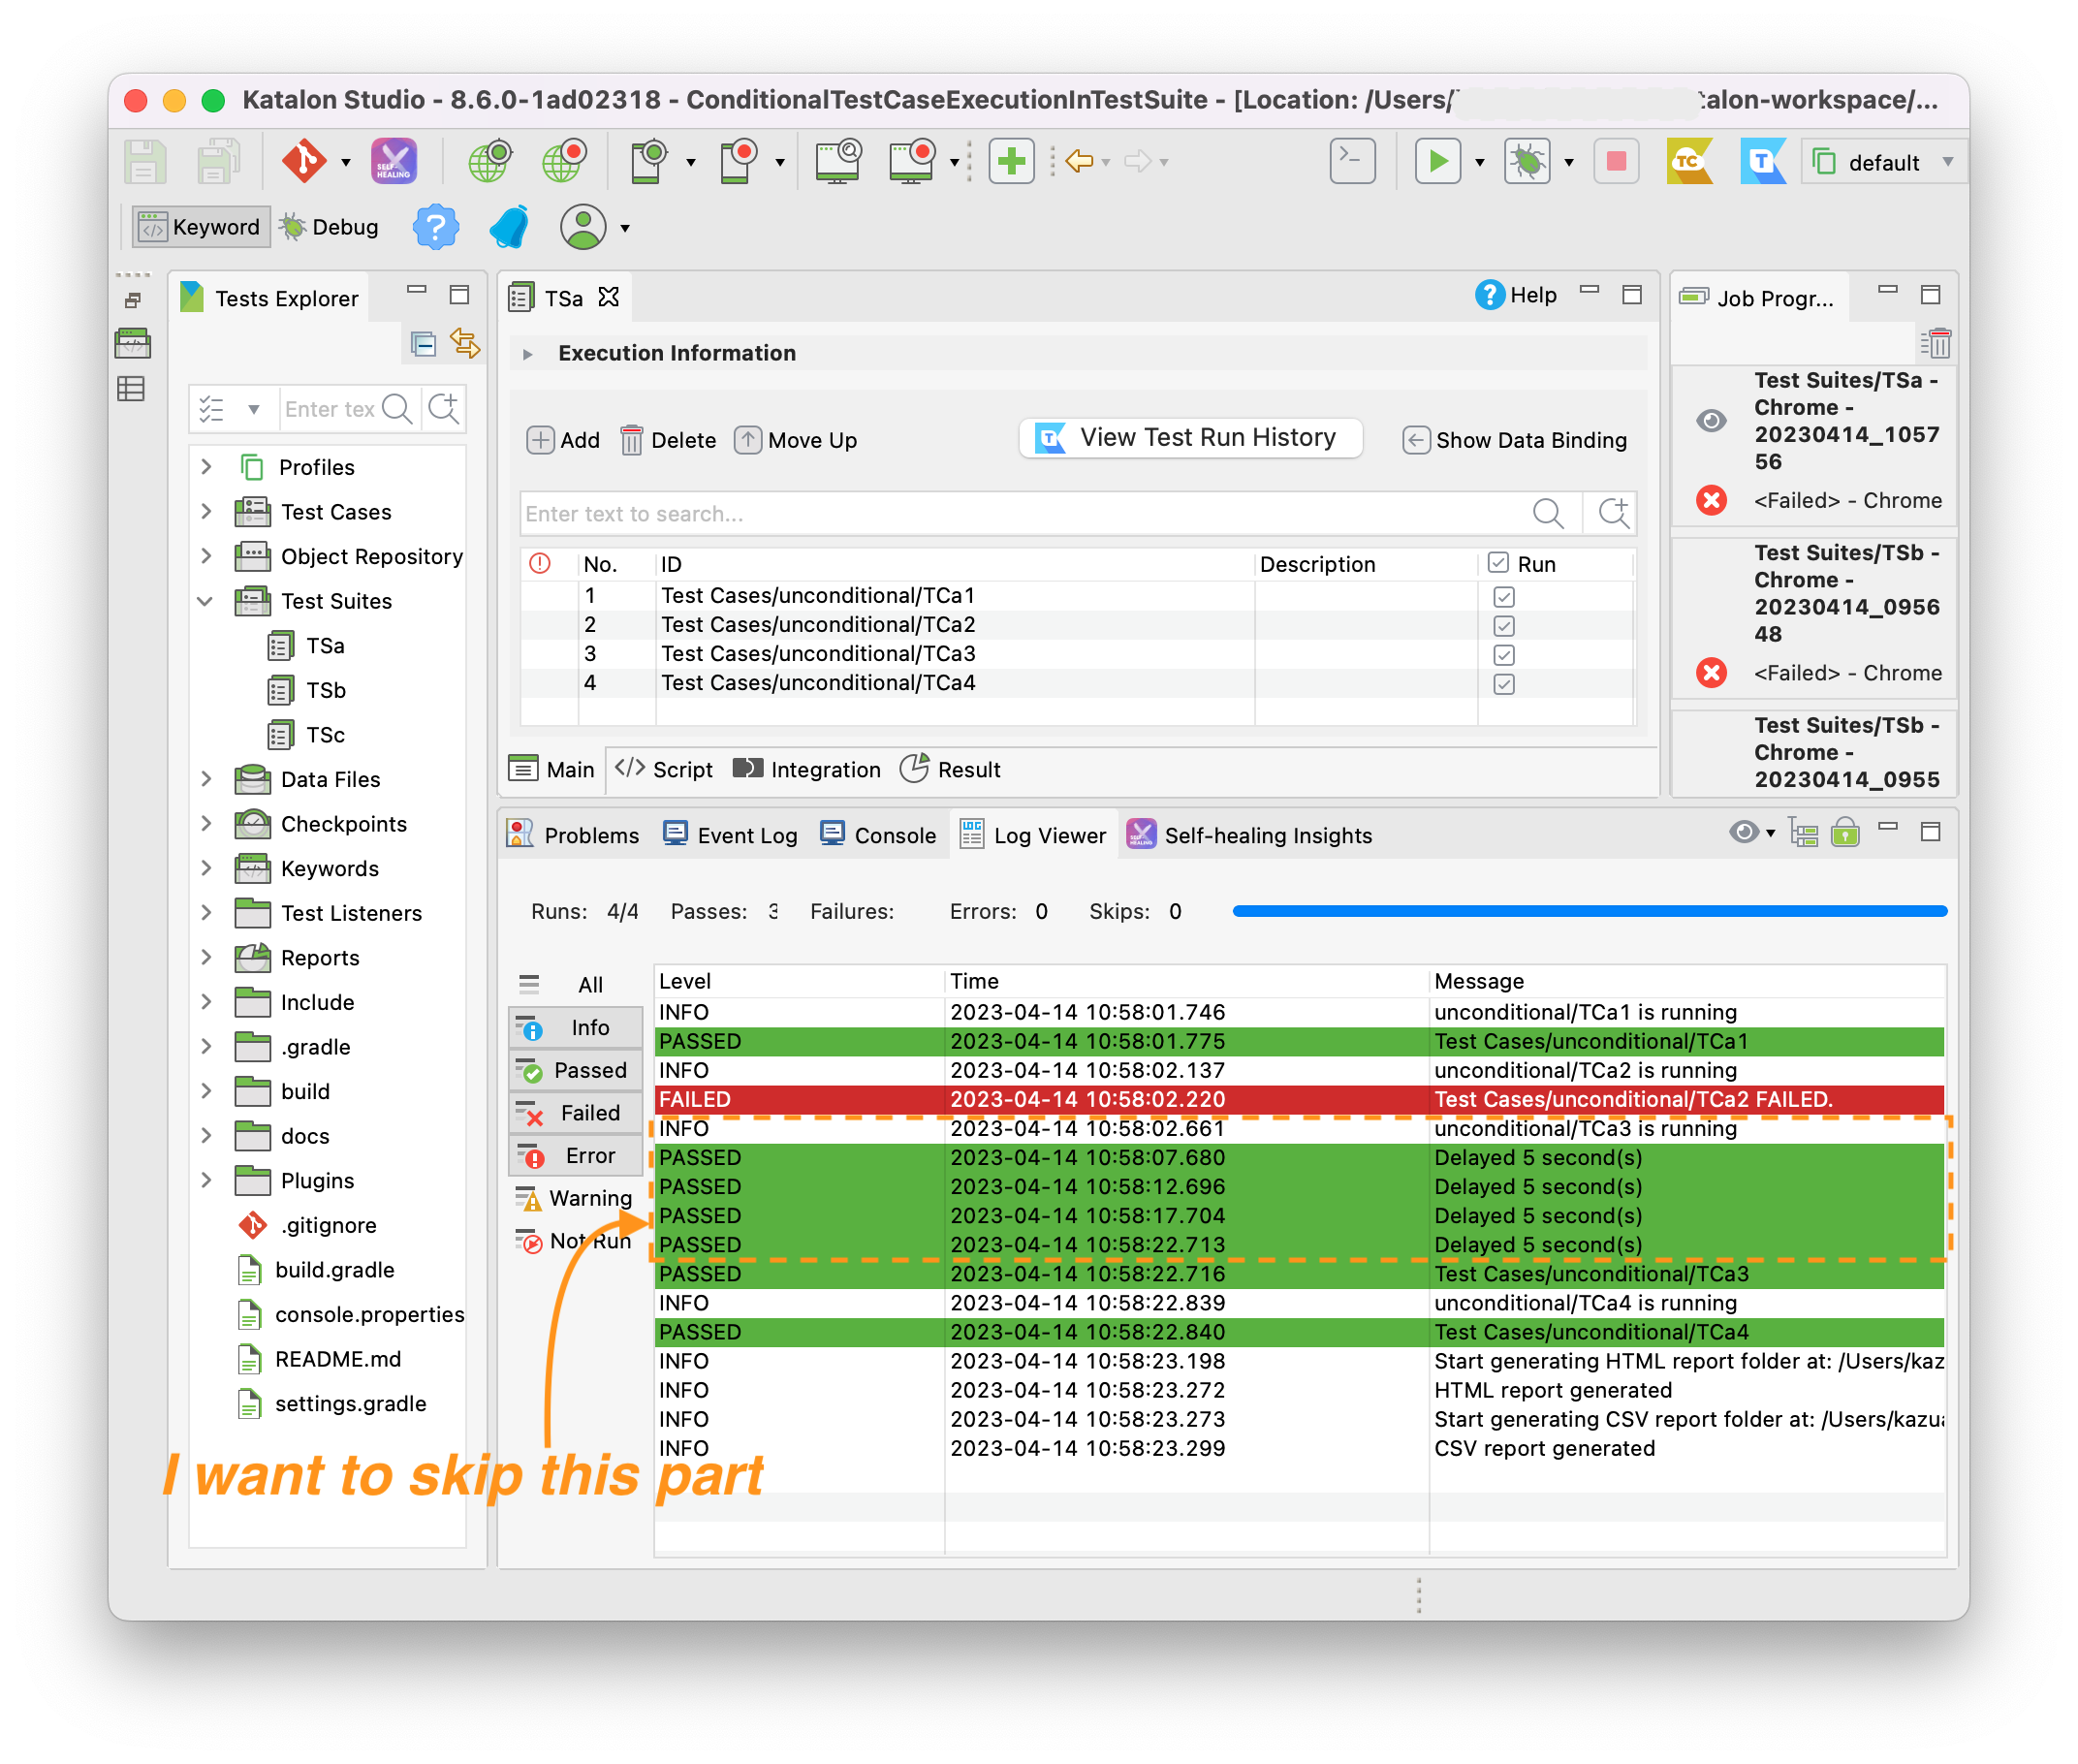 Katalon Studio - 8.6.0-1ad02318 - ConditionalTestCaseExecutionInTestSuite - [Location: /Users/ talon-workspace/...
SELF-HEALING
TC
T
default
Keyword
Debug
?
Tests Explorer
Enter tex
Profiles
Test Cases
Object Repository
Test Suites
TSa
TSb
TSc
Data Files
Checkpoints
Keywords
Test Listeners
Reports
Include
.gradle
build
docs
Plugins
.gitignore
build.gradle
console.properties
README.md
settings.gradle
TSa
Help
Execution Information
Add
Delete
Move Up
View Test Run History
Show Data Binding
Enter text to search...
No. ID Description Run
1 Test Cases/unconditional/TCa1
2 Test Cases/unconditional/TCa2
3 Test Cases/unconditional/TCa3
4 Test Cases/unconditional/TCa4
Main
Script
Integration
Result
Job Progr...
Test Suites/TSa -
Chrome -
20230414_1057
56
<Failed> - Chrome
Test Suites/TSb -
Chrome -
20230414_0956
48
<Failed> - Chrome
Test Suites/TSb -
Chrome -
20230414_0955
Problems
Event Log
Console
Log Viewer
Self-healing Insights
Runs: 4/4 Passes: 3 Failures: Errors: 0 Skips: 0
All
Info
Passed
Failed
Error
Warning
Not Run
Level Time Message
INFO 2023-04-14 10:58:01.746 unconditional/TCa1 is running
PASSED 2023-04-14 10:58:01.775 Test Cases/unconditional/TCa1
INFO 2023-04-14 10:58:02.137 unconditional/TCa2 is running
FAILED 2023-04-14 10:58:02.220 Test Cases/unconditional/TCa2 FAILED.
INFO 2023-04-14 10:58:02.661 unconditional/TCa3 is running
PASSED 2023-04-14 10:58:07.680 Delayed 5 second(s)
PASSED 2023-04-14 10:58:12.696 Delayed 5 second(s)
PASSED 2023-04-14 10:58:17.704 Delayed 5 second(s)
PASSED 2023-04-14 10:58:22.713 Delayed 5 second(s)
PASSED 2023-04-14 10:58:22.716 Test Cases/unconditional/TCa3
INFO 2023-04-14 10:58:22.839 unconditional/TCa4 is running
PASSED 2023-04-14 10:58:22.840 Test Cases/unconditional/TCa4
INFO 2023-04-14 10:58:23.198 Start generating HTML report folder at: /Users/kaz
INFO 2023-04-14 10:58:23.272 HTML report generated
INFO 2023-04-14 10:58:23.273 Start generating CSV report folder at: /Users/kazu
INFO 2023-04-14 10:58:23.299 CSV report generated
I want to skip this part